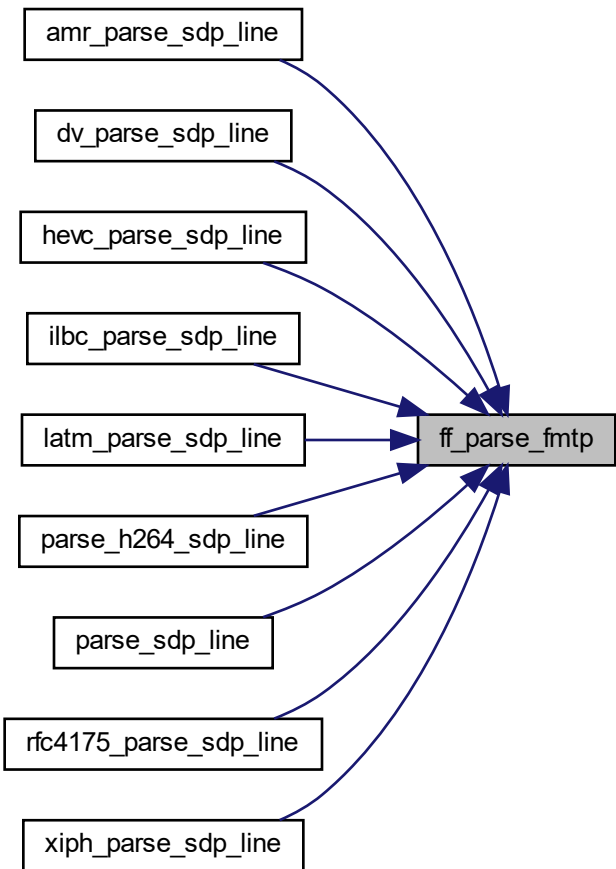 amr_parse_sdp_line
dv_parse_sdp_line
hevc_parse_sdp_line
ilbc_parse_sdp_line
latm_parse_sdp_line
ff_parse_fmtp
parse_h264_sdp_line
parse_sdp_line
rfc4175_parse_sdp_line
xiph_parse_sdp_line